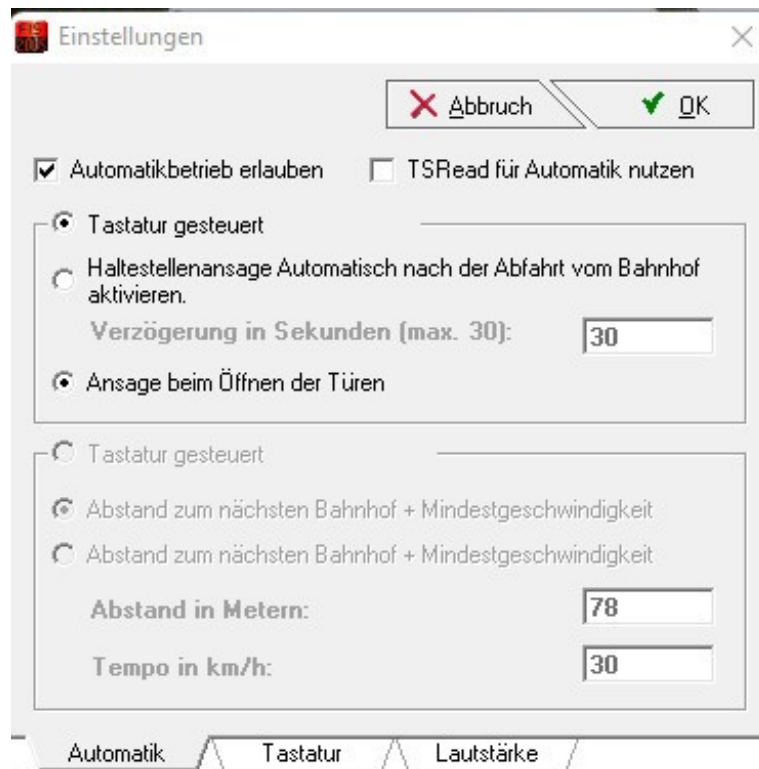 Einstellungen
Abbruch
OK
Automatikbetrieb erlauben
TSRead für Automatik nutzen
Tastatur gesteuert
Haltestellenansage Automatisch nach der Abfahrt vom Bahnhof
aktivieren.
Verzögerung in Sekunden (max. 30):
30
Ansage beim Öffnen der Türen
Tastatur gesteuert
Abstand zum nächsten Bahnhof + Mindestgeschwindigkeit
Abstand zum nächsten Bahnhof + Mindestgeschwindigkeit
Abstand in Metern:
78
Tempo in km/h:
30
Automatik
Tastatur
Lautstärke